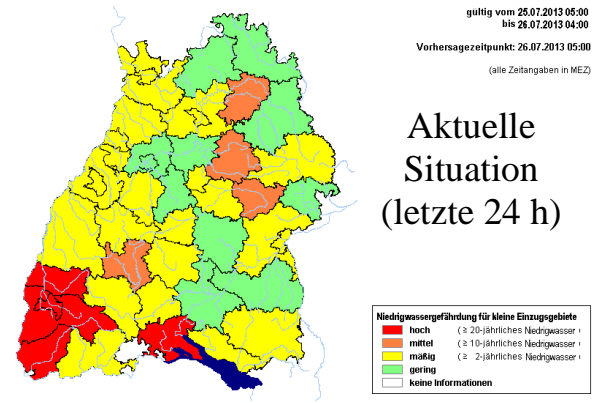 gültig vom 25.07.2013 05:00
bis 26.07.2013 04:00
Vorhersagezeitpunkt: 26.07.2013 05:00
(alle Zeitangaben in MEZ)
Aktuelle
Situation
(letzte 24 h)
Niedrigwassergefährdung für kleine Einzugsgebiete
hoch (≥ 20-jährliches Niedrigwasser
mittel (≥ 10-jährliches Niedrigwasser
mäßig (≥ 2-jährliches Niedrigwasser
gering
keine Informationen